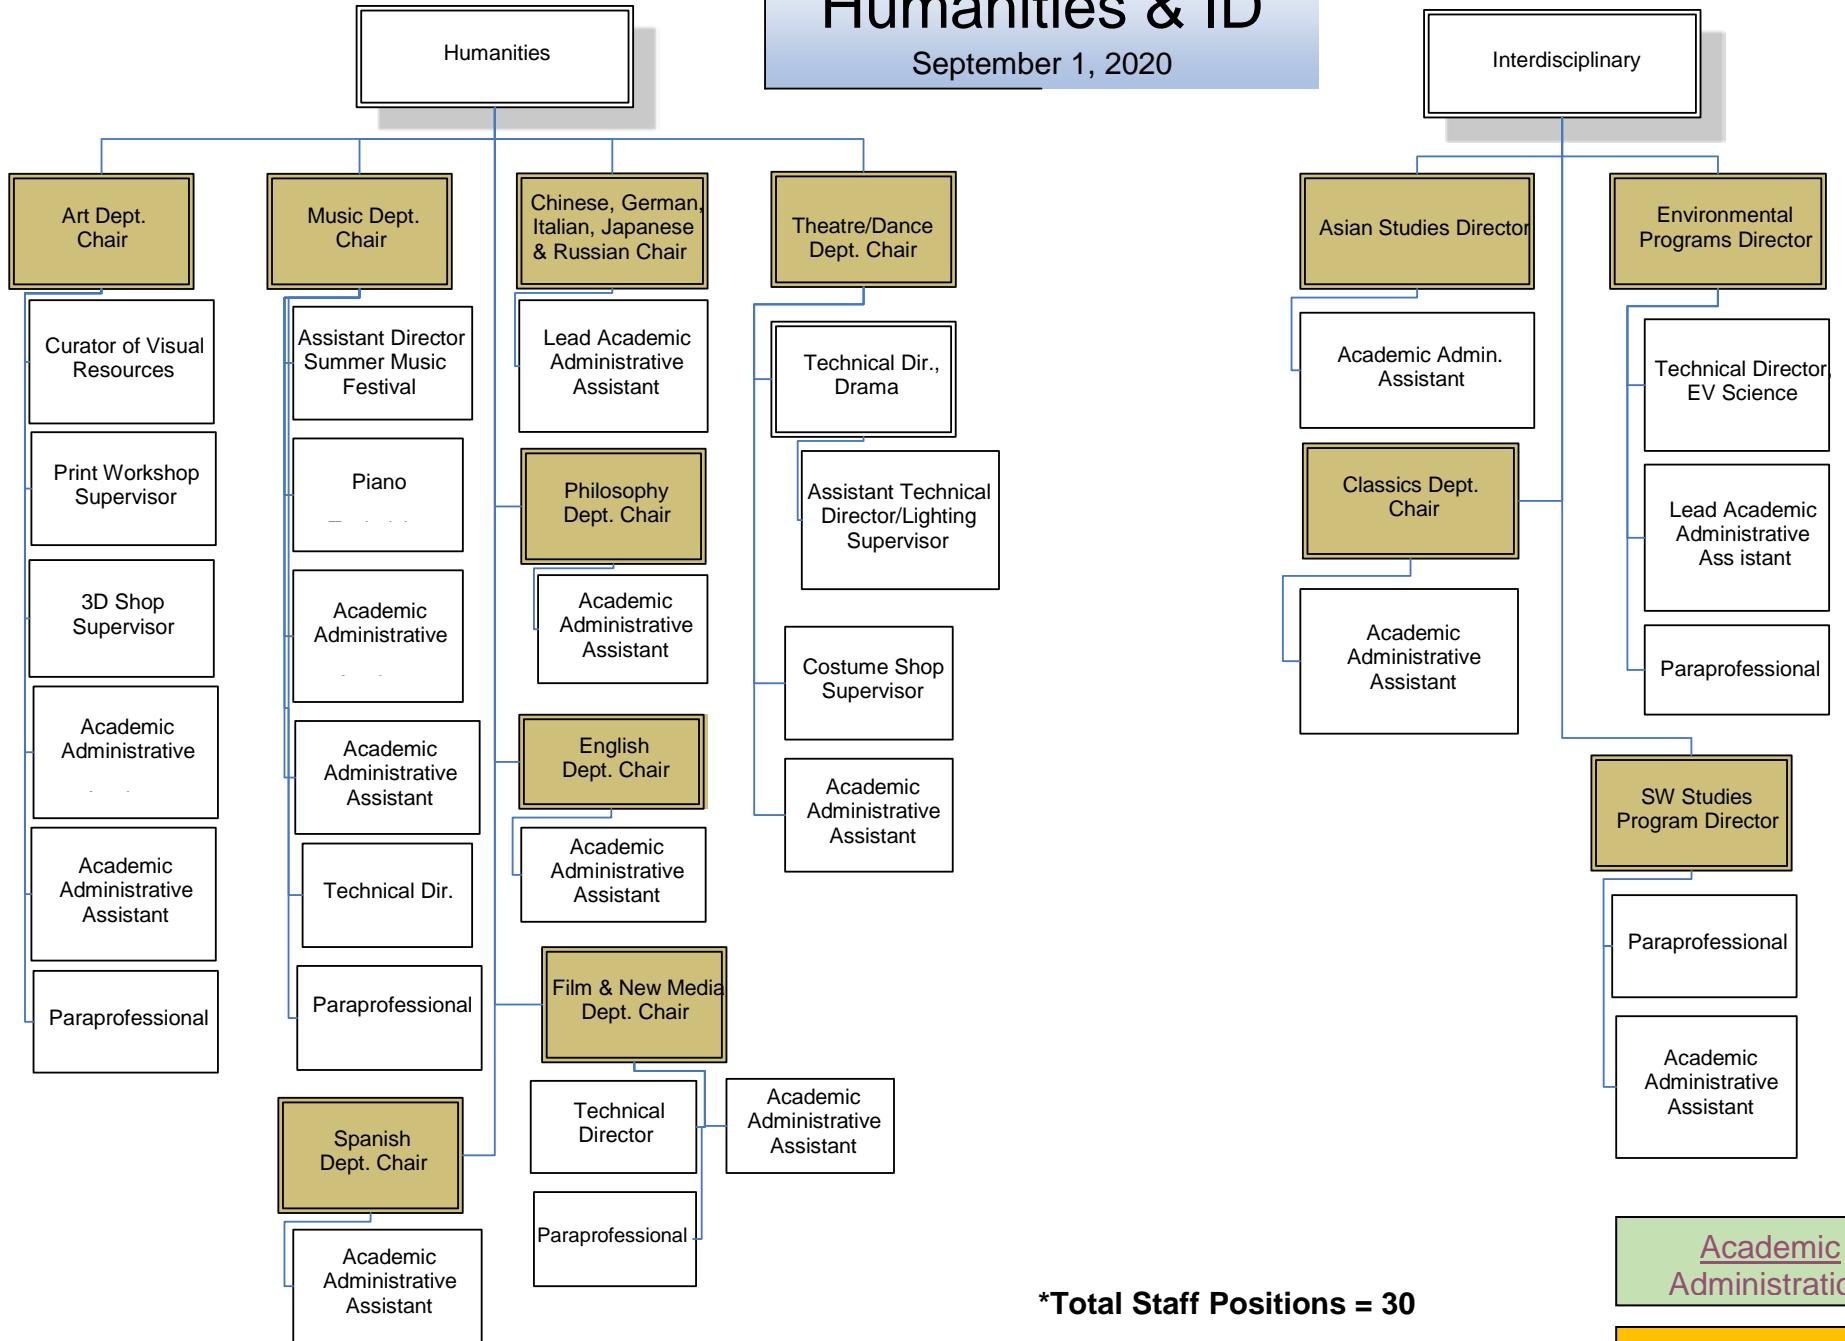 Humanities & ID
September 1, 2020
Humanities
Interdisciplinary
Art Dept.
Chair
Curator of Visual
Resources
Print Workshop
Supervisor
3D Shop
Supervisor
Academic
Administrative
Academic
Administrative
Assistant
Paraprofessional
Music Dept.
Chair
Assistant Director
Summer Music
Festival
Piano
Academic
Administrative
Academic
Administrative
Assistant
Technical Dir.
Paraprofessional
Chinese, German,
Italian, Japanese
& Russian Chair
Lead Academic
Administrative
Assistant
Philosophy
Dept. Chair
Academic
Administrative
Assistant
English
Dept. Chair
Academic
Administrative
Assistant
Film & New Media
Dept. Chair
Technical
Director
Academic
Administrative
Assistant
Paraprofessional
Spanish
Dept. Chair
Academic
Administrative
Assistant
Theatre/Dance
Dept. Chair
Technical Dir.,
Drama
Assistant Technical
Director/Lighting
Supervisor
Costume Shop
Supervisor
Academic
Administrative
Assistant
Asian Studies Director
Academic Admin.
Assistant
Classics Dept.
Chair
Academic
Administrative
Assistant
Environmental
Programs Director
Technical Director,
EV Science
Lead Academic
Administrative
Ass istant
Paraprofessional
SW Studies
Program Director
Paraprofessional
Academic
Administrative
Assistant
*Total Staff Positions = 30
Academic